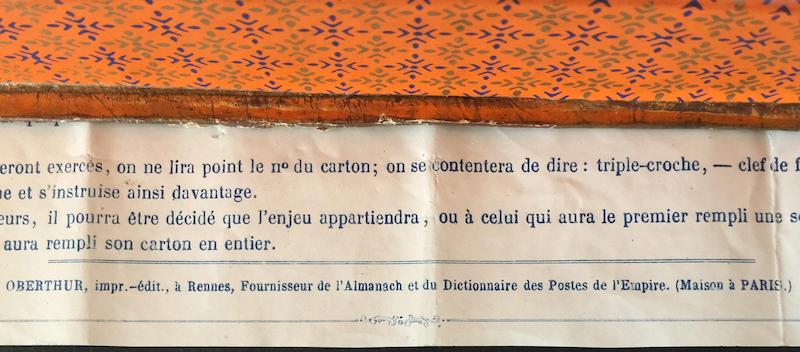 eront exercés, on ne lira point le nº du carton; on se contentera de dire : triple-croche, — clef de f
ne et s'instruise ainsi davantage.
eurs, il pourra être décidé que l'enjeu appartiendra, ou à celui qui aura le premier rempli une s
aura rempli son carton en entier.
OBERTHUR, impr.-édit., à Rennes, Fournisseur de l'Almanach et du Dictionnaire des Postes de l'Empire. (Maison à PARIS.)